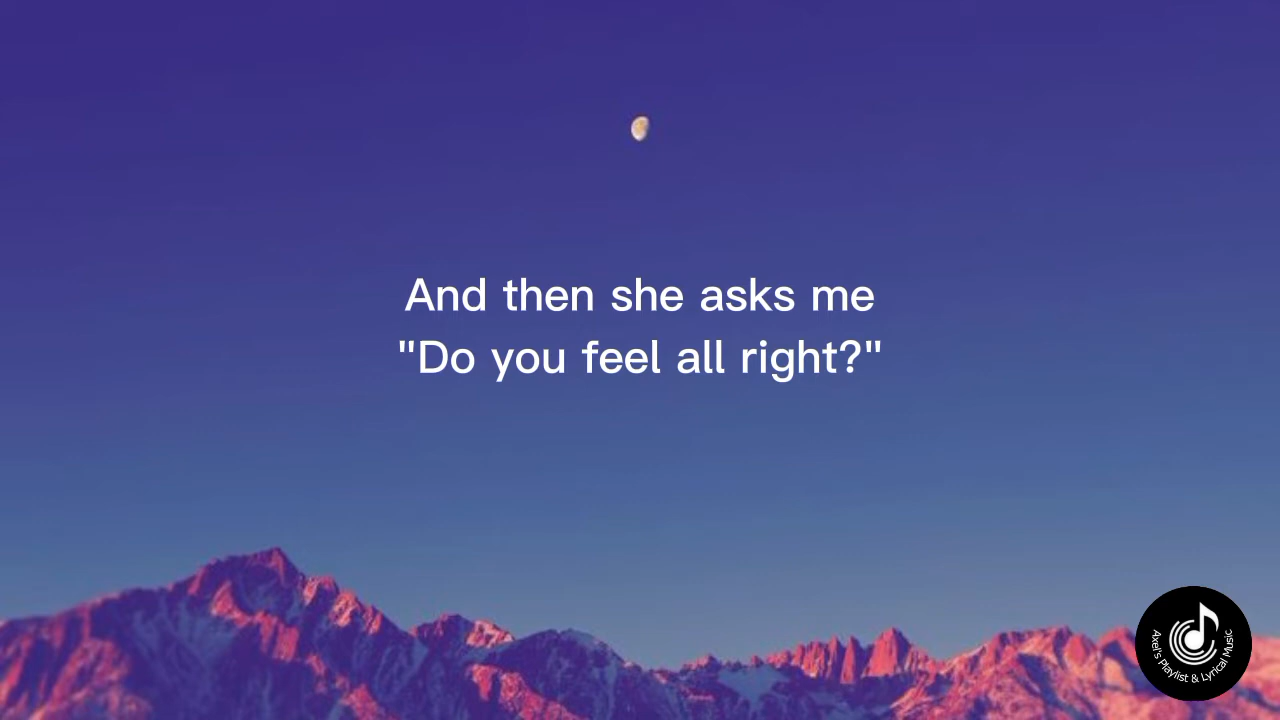 And then she asks me
"Do you feel all right?"
Axel's Playlist & Lyrical Music